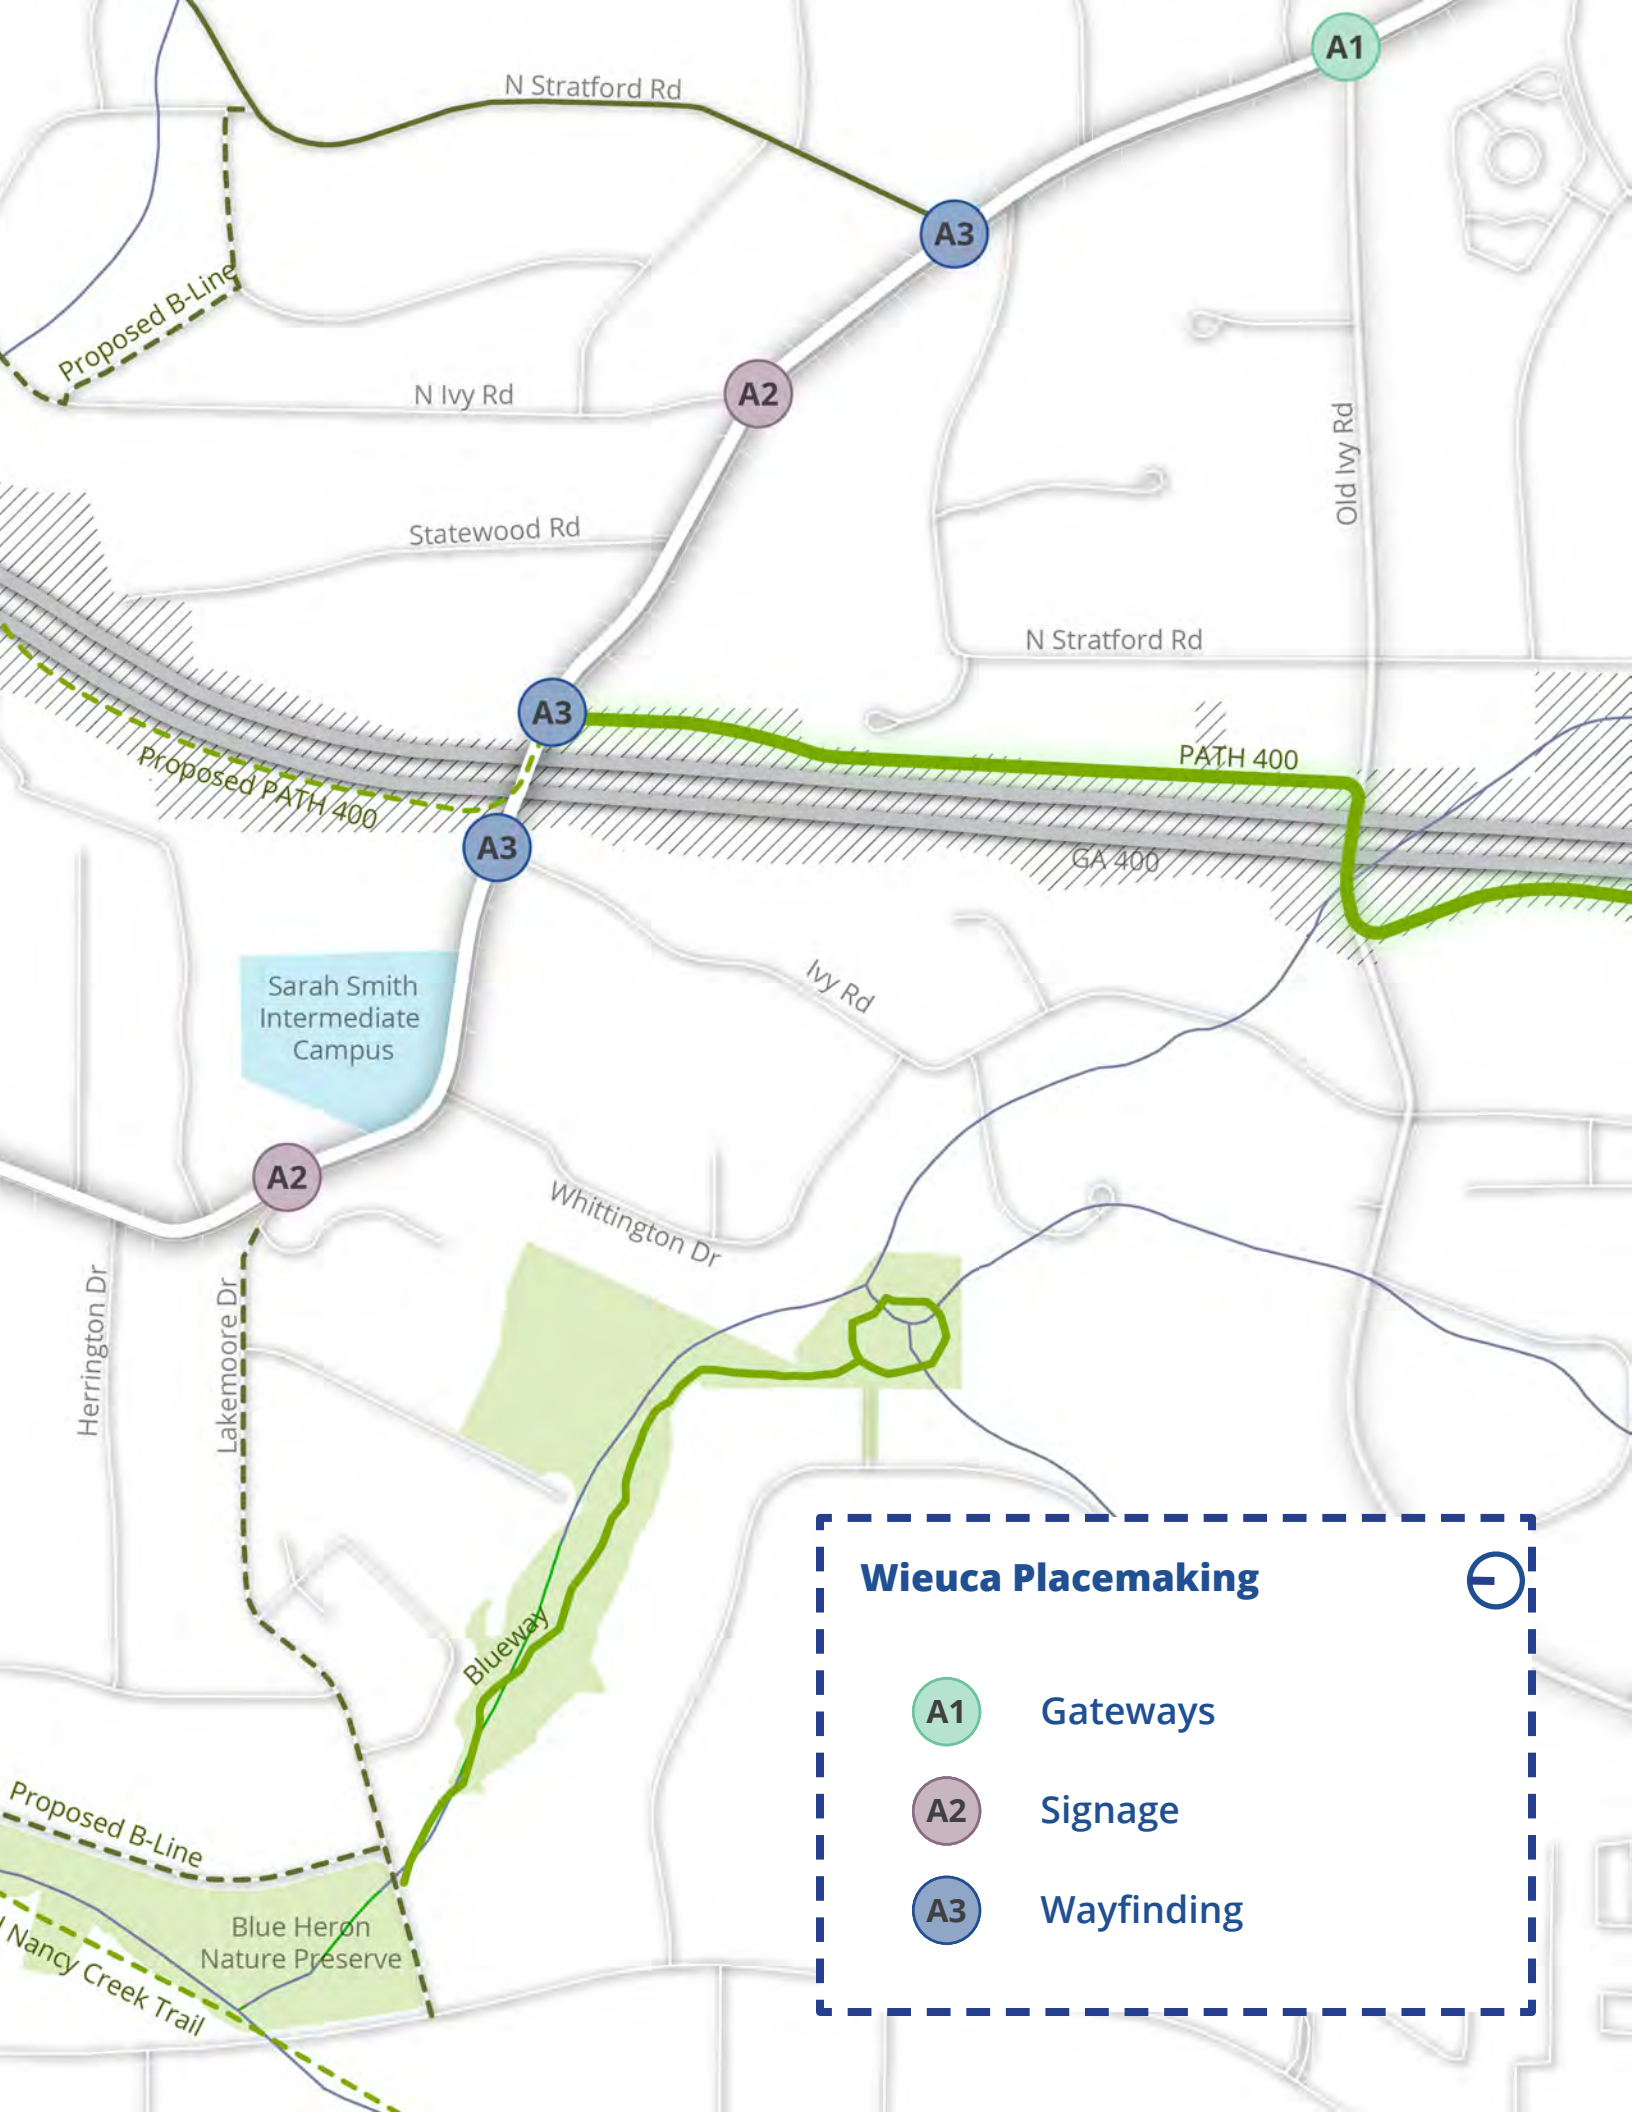 A1
N Stratford Rd
A3
Proposed B-Line
A2
N Ivy Rd
Old Ivy Rd
Statewood Rd
N Stratford Rd
A3
PATH 400
Proposed PATH 400
A3
GA 400
Sarah Smith
Intermediate
Campus
Ivy Rd
A2
Whittington Dr
Herrington Dr
Lakemoore Dr
Blueway
Wieuca Placemaking
A1 Gateways
A2 Signage
A3 Wayfinding
Proposed B-Line
Blue Heron
Nature Preserve
Nancy Creek Trail